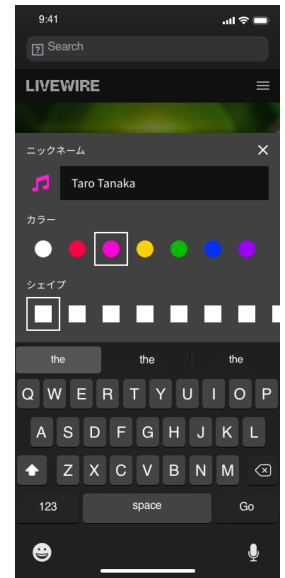 9:41
? Search
LIVEWIRE
ニックネーム
Taro Tanaka
カラー
シェイプ
the the the
Q W E R T Y U I O P
A S D F G H J K L
Z X C V B N M
123 space Go